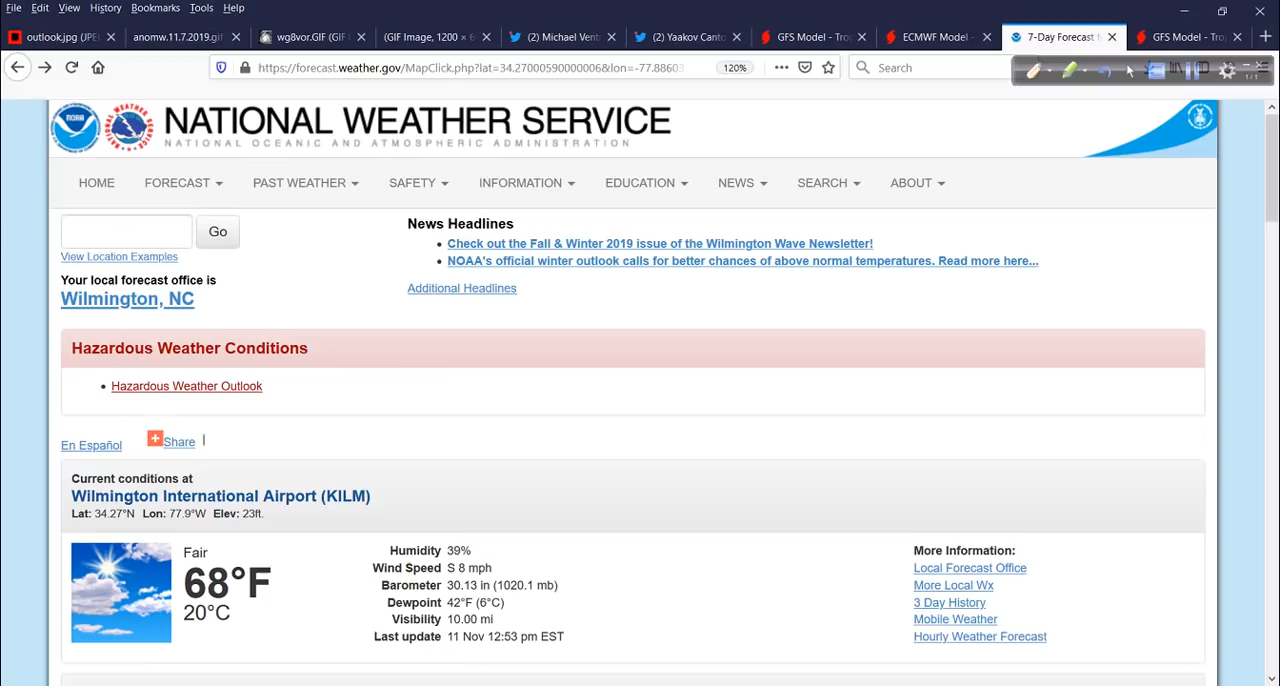 File Edit View History Bookmarks Tools Help
outlook.jpg (JPE
anomw.11.7.2019.gif
wg8vor.GIF (GIF I
(GIF Image, 1200 × 6
(2) Michael Vent
(2) Yaakov Canto
GFS Model – Tro
ECMWF Model –
7-Day Forecast f
GFS Model – Tro
https://forecast.weather.gov/MapClick.php?lat=34.27000590000006&lon=-77.88603
120%
Search
1/1
NOAA
NATIONAL WEATHER SERVICE
NATIONAL OCEANIC AND ATMOSPHERIC ADMINISTRATION
HOME FORECAST PAST WEATHER SAFETY INFORMATION EDUCATION NEWS SEARCH ABOUT
Go
View Location Examples
Your local forecast office is
Wilmington, NC
News Headlines
Check out the Fall & Winter 2019 issue of the Wilmington Wave Newsletter!
NOAA's official winter outlook calls for better chances of above normal temperatures. Read more here...
Additional Headlines
Hazardous Weather Conditions
Hazardous Weather Outlook
En Español Share |
Current conditions at
Wilmington International Airport (KILM)
Lat: 34.27°N Lon: 77.9°W Elev: 23ft.
Fair
68°F
20°C
Humidity 39%
Wind Speed S 8 mph
Barometer 30.13 in (1020.1 mb)
Dewpoint 42°F (6°C)
Visibility 10.00 mi
Last update 11 Nov 12:53 pm EST
More Information:
Local Forecast Office
More Local Wx
3 Day History
Mobile Weather
Hourly Weather Forecast